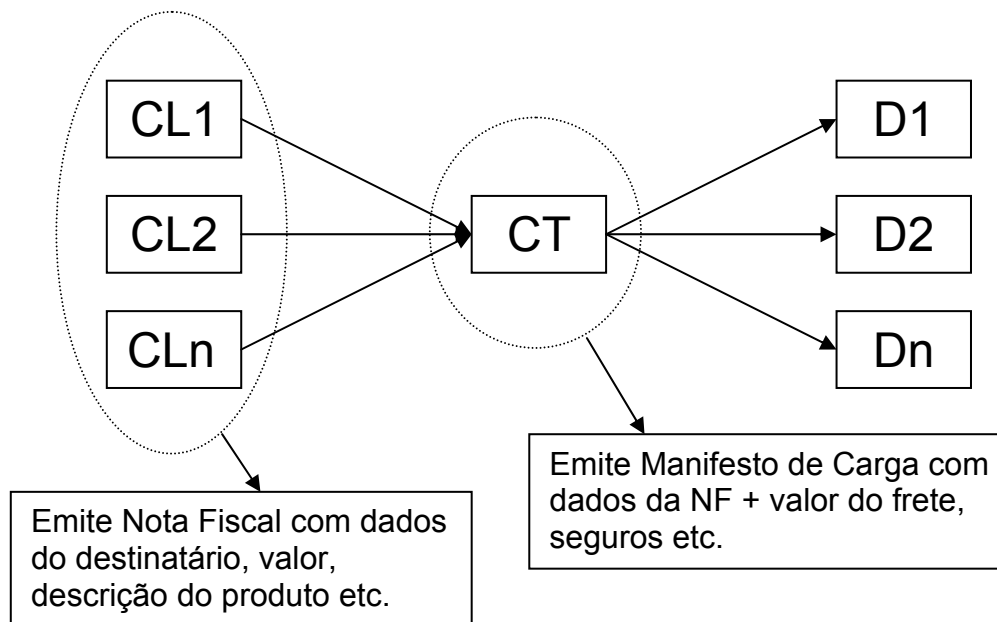 CL1
CL2
CLn
CT
D1
D2
Dn
Emite Nota Fiscal com dados
do destinatário, valor,
descrição do produto etc.
Emite Manifesto de Carga com
dados da NF + valor do frete,
seguros etc.